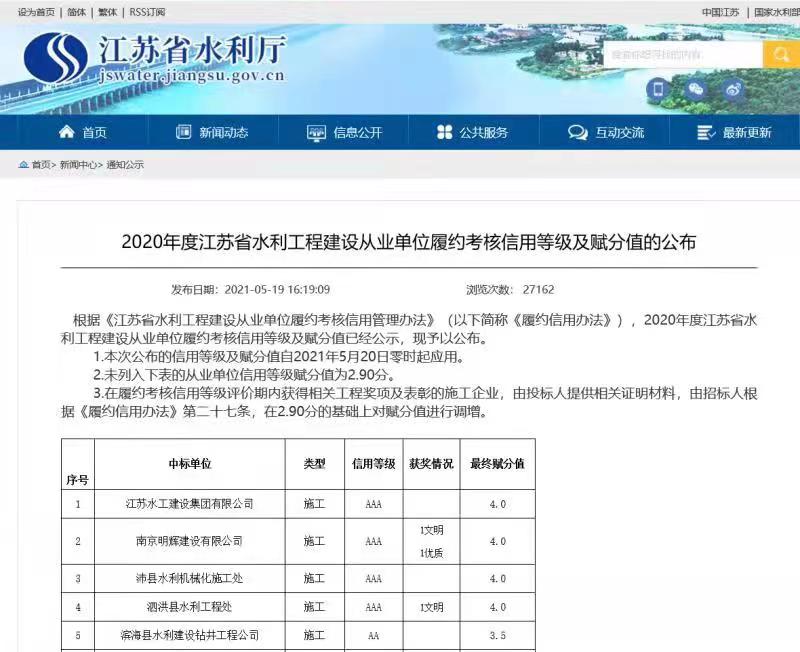 设为首页 | 简体 | 繁体 | RSS订阅
中国江苏 | 国家水利部
江苏省水利厅
jswater.jiangsu.gov.cn
首页 新闻动态 信息公开 公共服务 互动交流 最新更新
首页> 新闻中心> 通知公示
2020年度江苏省水利工程建设从业单位履约考核信用等级及赋分值的公布
发布日期: 2021-05-19 16:19:09 浏览次数: 27162
根据《江苏省水利工程建设从业单位履约考核信用管理办法》（以下简称《履约信用办法》），2020年度江苏省水
利工程建设从业单位履约考核信用等级及赋分值已经公示，现予以公布。
1.本次公布的信用等级及赋分值自2021年5月20日零时起应用。
2.未列入下表的从业单位信用等级赋分值为2.90分。
3.在履约考核信用等级评价期内获得相关工程奖项及表彰的施工企业，由投标人提供相关证明材料，由招标人根
据《履约信用办法》第二十七条，在2.90分的基础上对赋分值进行调增。
序号 中标单位 类型 信用等级 获奖情况 最终赋分值
1 江苏水工建设集团有限公司 施工 AAA 4.0
2 南京明辉建设有限公司 施工 AAA 1文明 1优质 4.0
3 沛县水利机械化施工处 施工 AAA 4.0
4 泗洪县水利工程处 施工 AAA 1文明 4.0
5 滨海县水利建设钻井工程公司 施工 AA 3.5